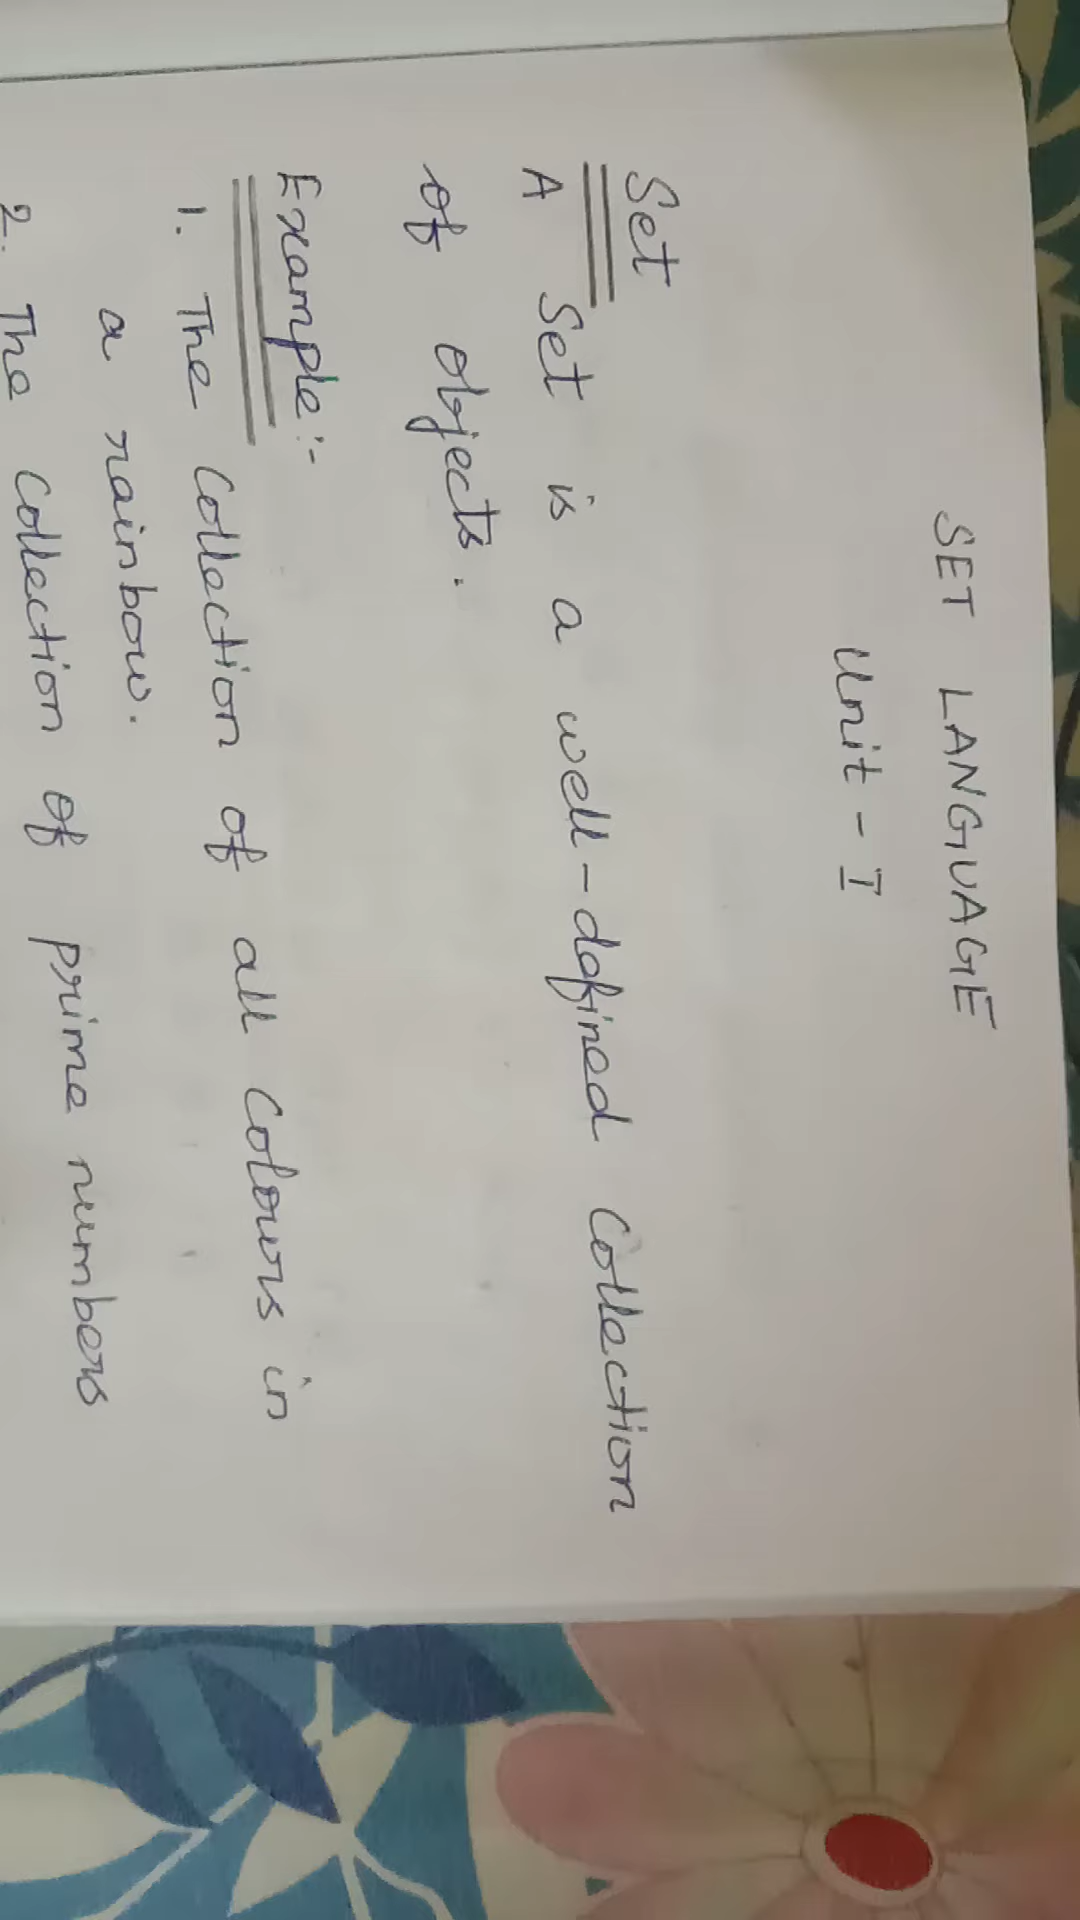 SET LANGUAGE
Unit - I
Set
A Set is a well-defined Collection
of objects.
Example:-
1. The Collection of all Colours in
a rainbow.
2. The Collection of prime numbers